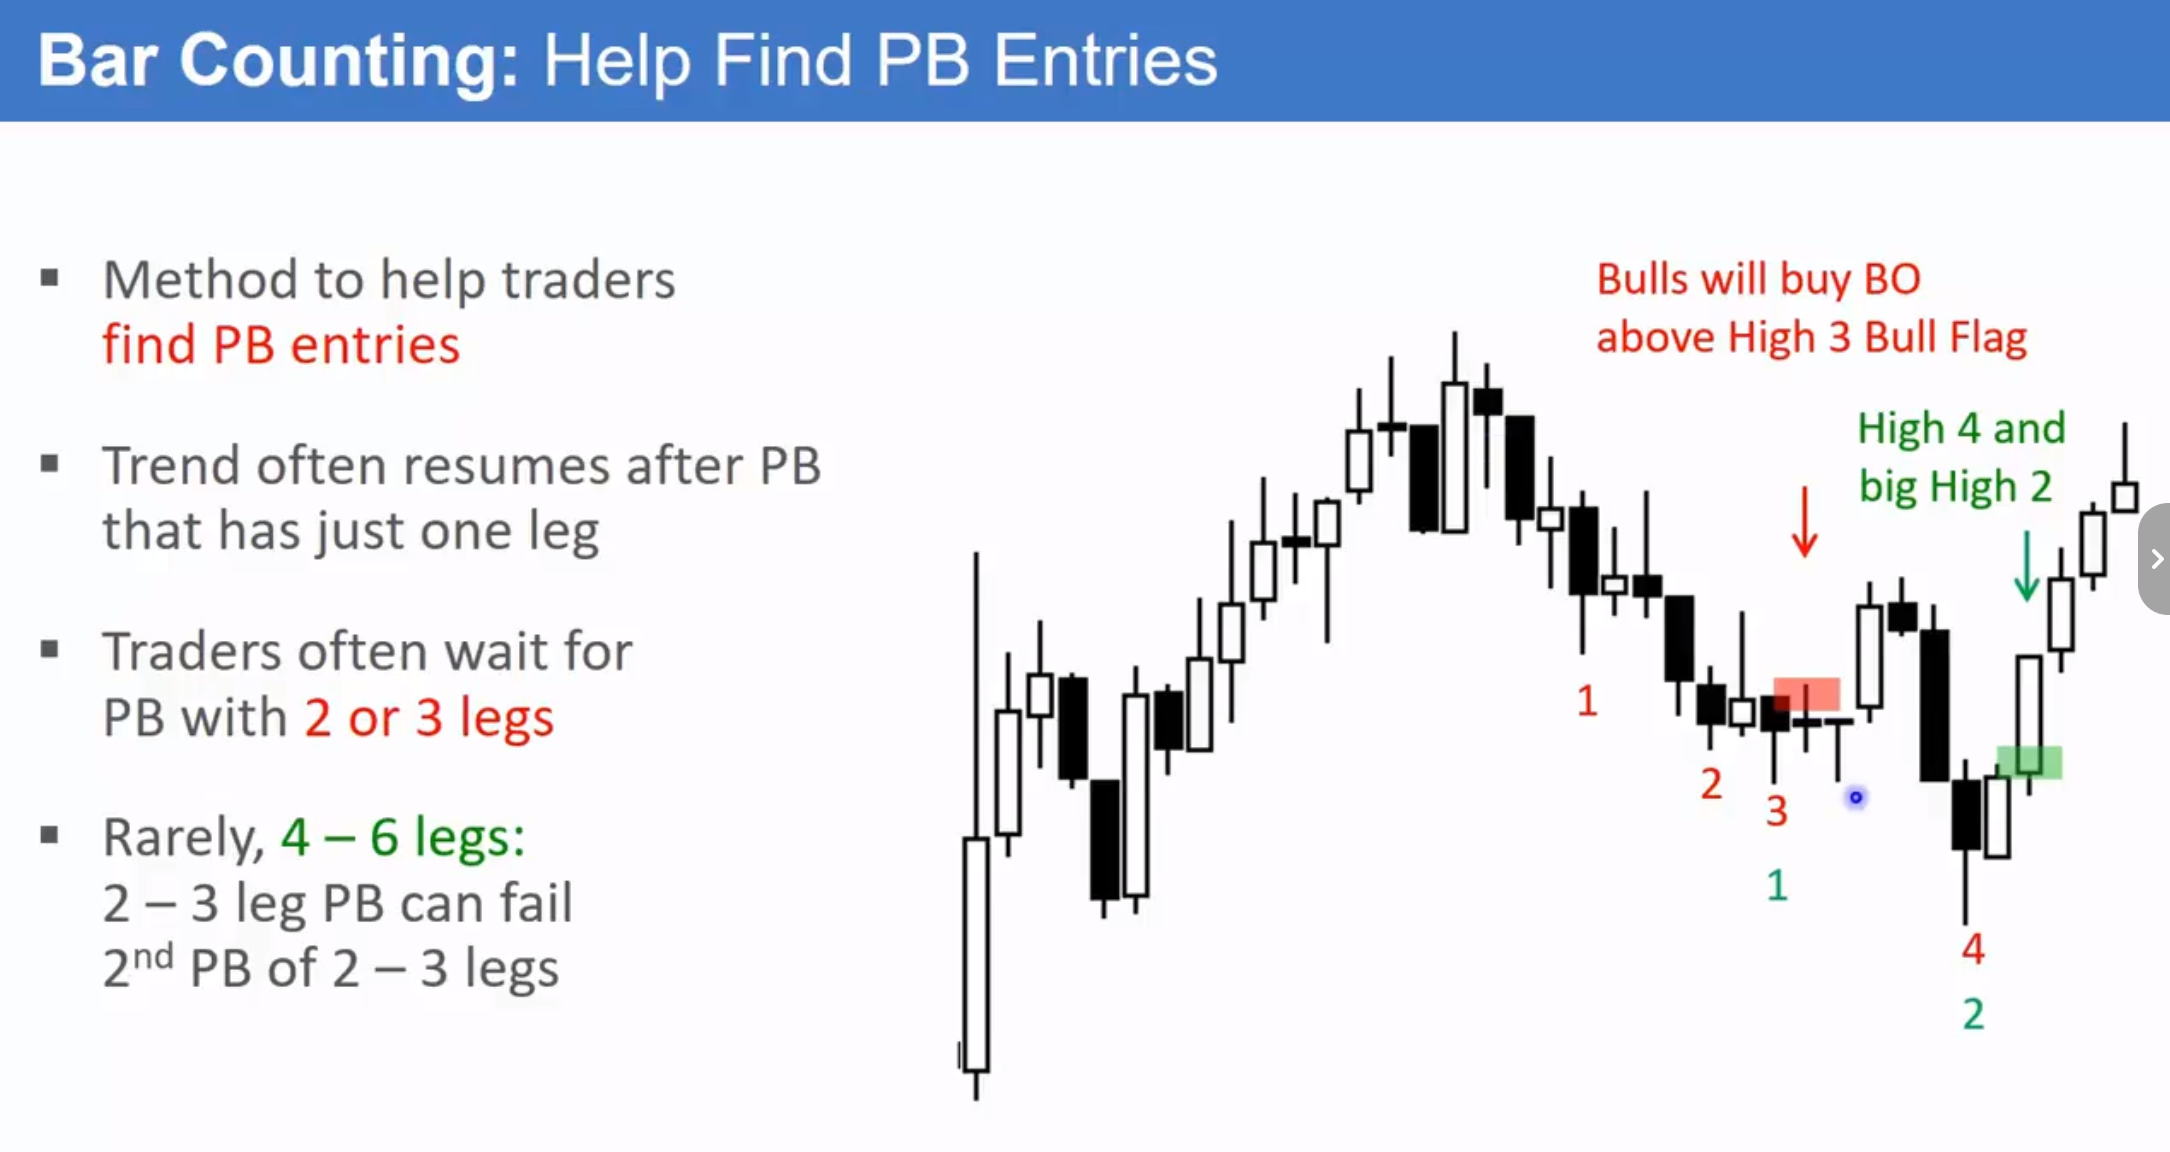 Bar Counting: Help Find PB Entries
▪ Method to help traders
find PB entries
▪ Trend often resumes after PB
that has just one leg
▪ Traders often wait for
PB with 2 or 3 legs
▪ Rarely, 4 – 6 legs:
2 – 3 leg PB can fail
2nd PB of 2 – 3 legs
Bulls will buy BO
above High 3 Bull Flag
High 4 and
big High 2
1
2
3
1
4
2